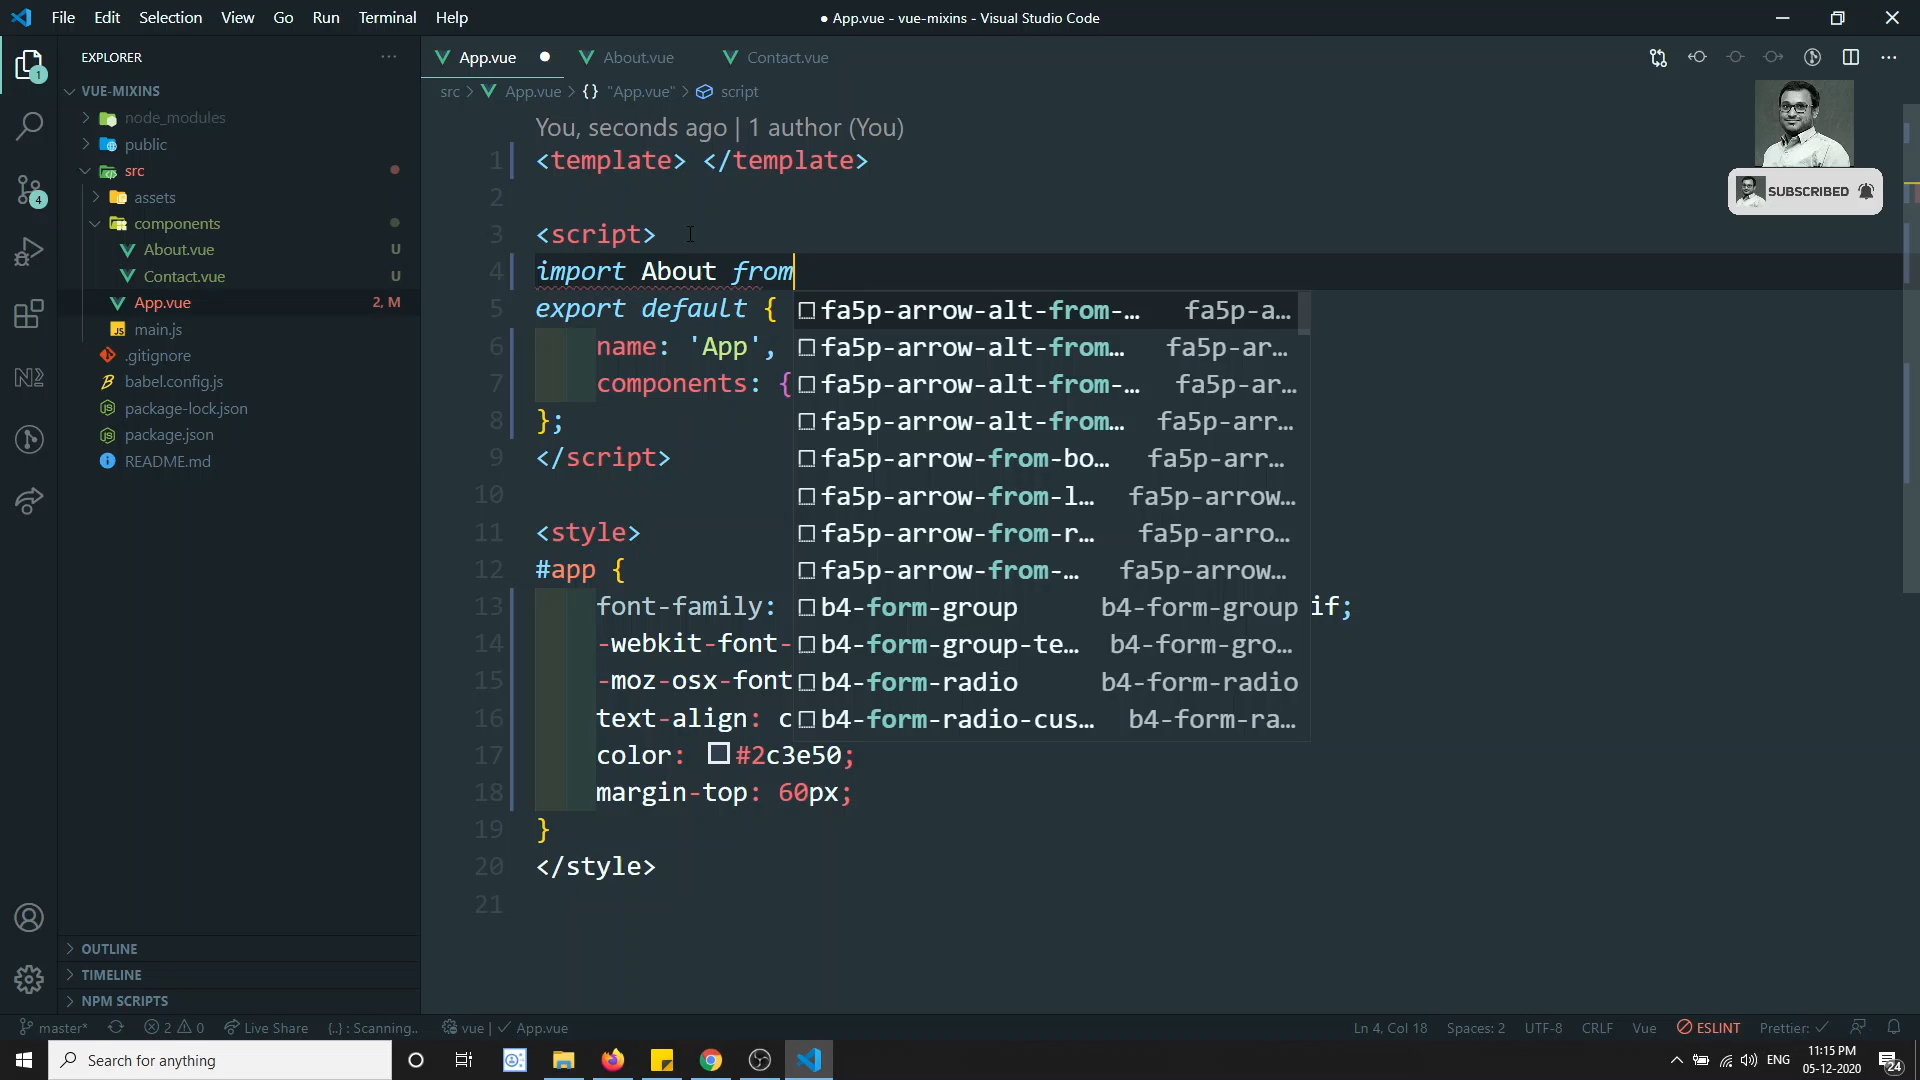 File Edit Selection View Go Run Terminal Help
● App.vue - vue-mixins - Visual Studio Code
EXPLORER
VUE-MIXINS
node_modules
public
src
assets
components
About.vue U
Contact.vue U
App.vue 2, M
main.js
.gitignore
babel.config.js
package-lock.json
package.json
README.md
OUTLINE
TIMELINE
NPM SCRIPTS
1
4
App.vue About.vue Contact.vue
src > App.vue > {} "App.vue" > script
You, seconds ago | 1 author (You)
1 <template> </template>
2
3 <script>
4 import About from
5 export default {
6 name: 'App',
7 components: {
8 };
9 </script>
10
11 <style>
12 #app {
13 font-family: if;
14 -webkit-font-
15 -moz-osx-font
16 text-align: c
17 color: #2c3e50;
18 margin-top: 60px;
19 }
20 </style>
21
fa5p-arrow-alt-from-… fa5p-a…
fa5p-arrow-alt-from… fa5p-ar…
fa5p-arrow-alt-from-… fa5p-ar…
fa5p-arrow-alt-from… fa5p-arr…
fa5p-arrow-from-bo… fa5p-arr…
fa5p-arrow-from-l… fa5p-arrow…
fa5p-arrow-from-r… fa5p-arro…
fa5p-arrow-from-… fa5p-arrow…
b4-form-group b4-form-group
b4-form-group-te… b4-form-gro…
b4-form-radio b4-form-radio
b4-form-radio-cus… b4-form-ra…
SUBSCRIBED
master* 2 0 Live Share {..} : Scanning.. vue | ✓ App.vue
Ln 4, Col 18 Spaces: 2 UTF-8 CRLF Vue ESLINT Prettier: ✓
Search for anything
ENG
11:15 PM
05-12-2020
24